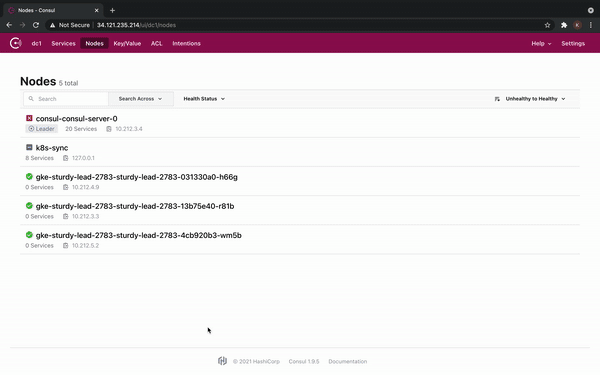 Nodes - Consul
Not Secure | 34.121.235.214/ui/dc1/nodes
dc1 Services Nodes Key/Value ACL Intentions Help Settings
Nodes 5 total
Search Search Across Health Status Unhealthy to Healthy
consul-consul-server-0
Leader 20 Services 10.212.3.4
k8s-sync
8 Services 127.0.0.1
gke-sturdy-lead-2783-sturdy-lead-2783-031330a0-h66g
0 Services 10.212.4.9
gke-sturdy-lead-2783-sturdy-lead-2783-13b75e40-r81b
0 Services 10.212.3.3
gke-sturdy-lead-2783-sturdy-lead-2783-4cb920b3-wm5b
0 Services 10.212.5.2
© 2021 HashiCorp Consul 1.9.5 Documentation